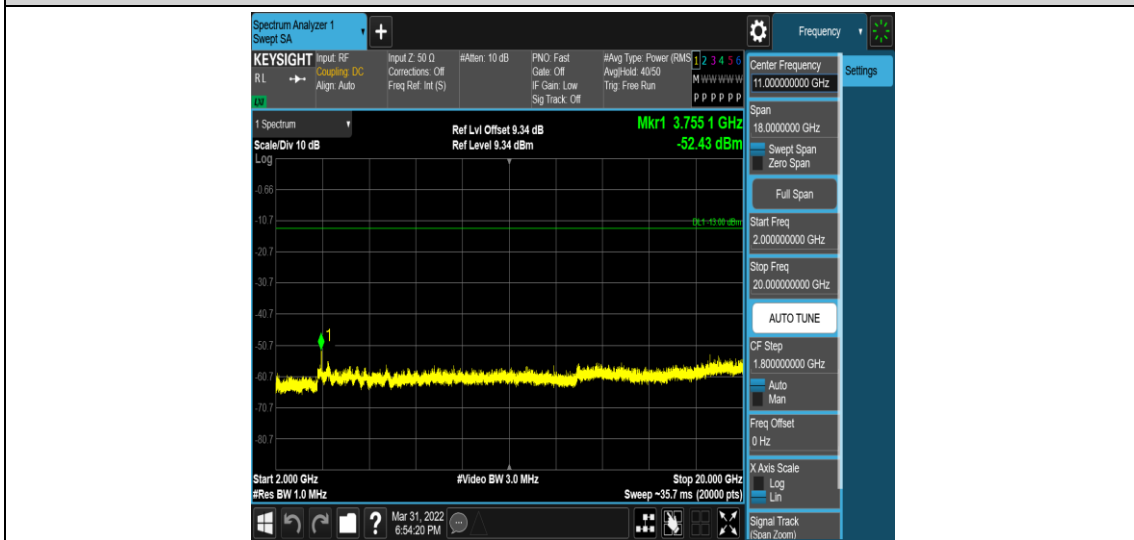 Spectrum Analyzer 1
Swept SA
+
Frequency
KEYSIGHT
RL
Input: RF
Coupling: DC
Align: Auto
Input Z: 50 Ω
Corrections: Off
Freq Ref: Int (S)
#Atten: 10 dB
PNO: Fast
Gate: Off
IF Gain: Low
Sig Track: Off
#Avg Type: Power (RMS
Avg|Hold: 40/50
Trig: Free Run
1 2 3 4 5 6
M W W W W W
P P P P P P
1 Spectrum
Scale/Div 10 dB
Ref Lvl Offset 9.34 dB
Ref Level 9.34 dBm
Mkr1 3.755 1 GHz
-52.43 dBm
Log
-0.66
-10.7
DL1 -13.00 dBm
-20.7
-30.7
-40.7
-50.7
1
-60.7
-70.7
-80.7
Start 2.000 GHz
#Res BW 1.0 MHz
#Video BW 3.0 MHz
Stop 20.000 GHz
Sweep ~35.7 ms (20000 pts)
?
Mar 31, 2022
6:54:20 PM
Center Frequency
11.000000000 GHz
Settings
Span
18.0000000 GHz
Swept Span
Zero Span
Full Span
Start Freq
2.000000000 GHz
Stop Freq
20.000000000 GHz
AUTO TUNE
CF Step
1.800000000 GHz
Auto
Man
Freq Offset
0 Hz
X Axis Scale
Log
Lin
Signal Track
(Span Zoom)